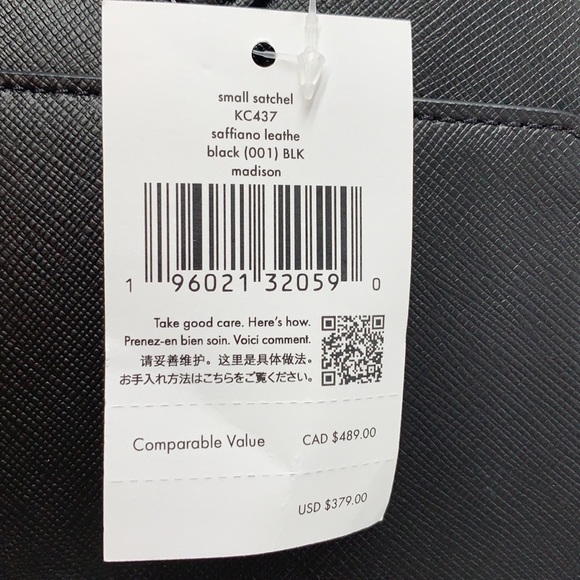 small satchel
KC437
saffiano leathe
black (001) BLK
madison
1 96021 32059 0
Take good care. Here's how.
Prenez-en bien soin. Voici comment.
请妥善维护。这里是具体做法。
お手入れ方法はこちらをご覧ください。
Comparable Value CAD $489.00
USD $379.00